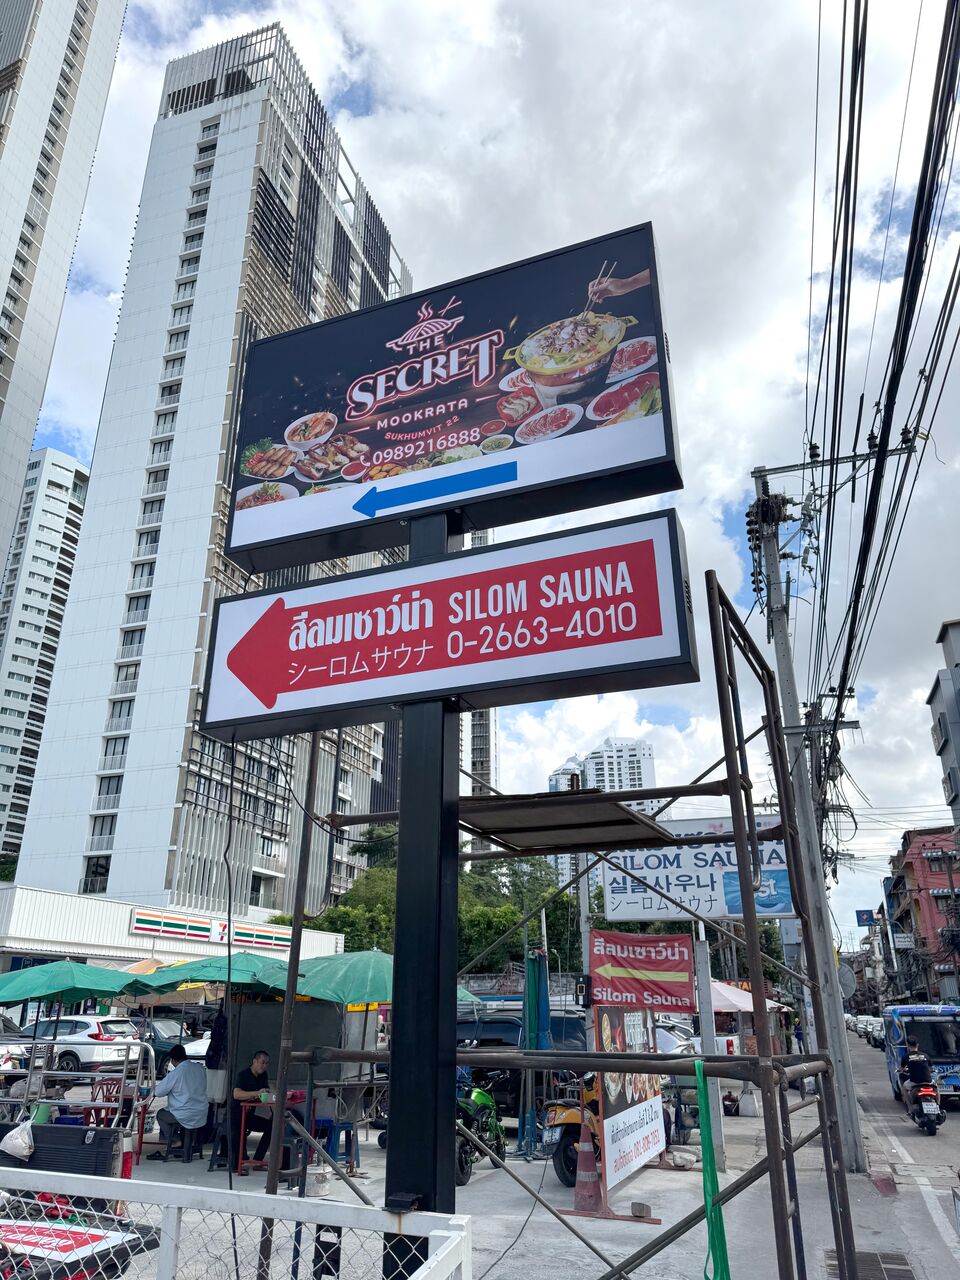 THE
SECRET
MOOKRATA
SUKHUMVIT 22
0989216888
สีลมเซาว์น่า SILOM SAUNA
シーロムサウナ 0-2663-4010
SILOM SAUNA
실롬 사우나
シーロムサウナ
สีลมเซาว์น่า
Silom Sauna
7